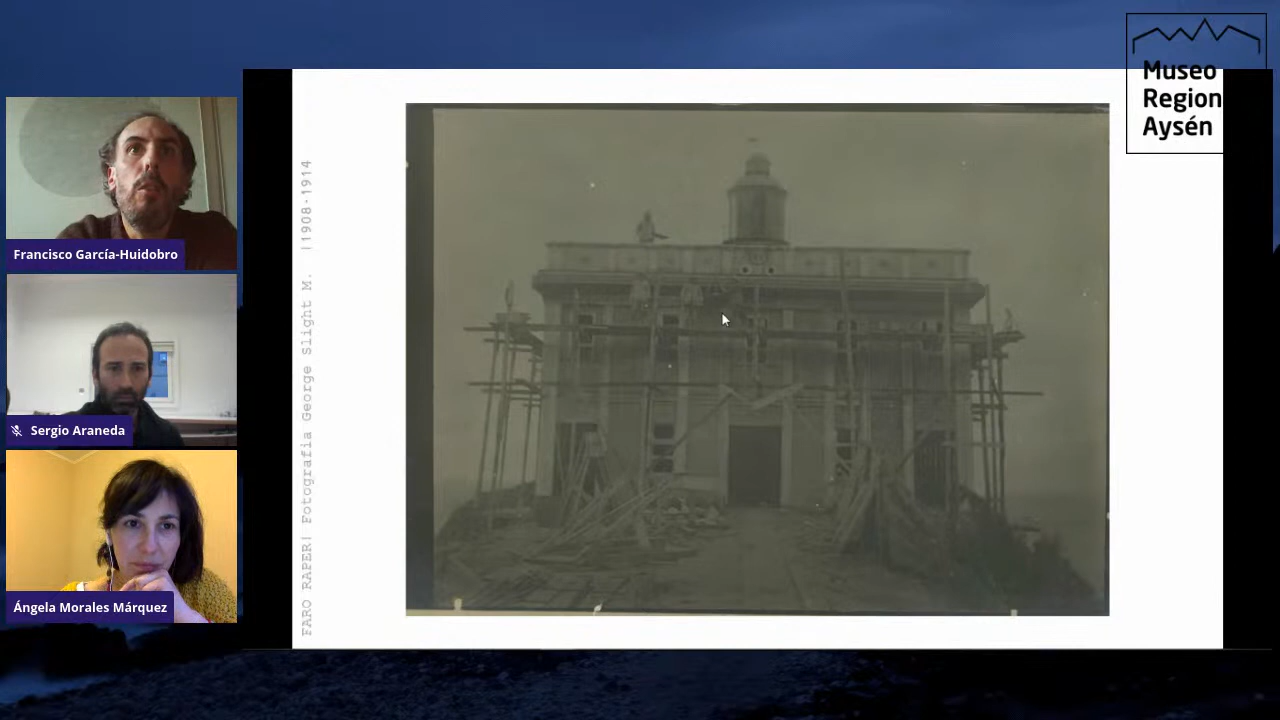 Museo
Region
Aysén
Francisco García-Huidobro
Sergio Araneda
Ángela Morales Márquez
FARO RAPER| Fotografía George Slight M. |1908-1914